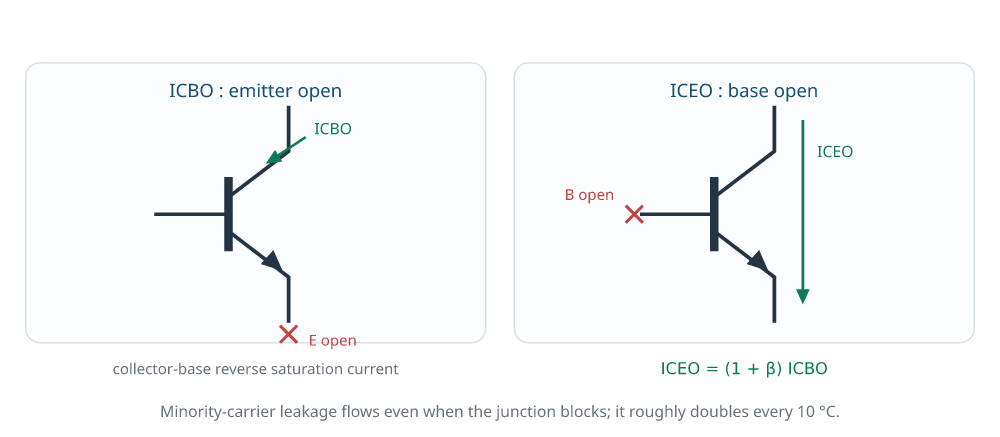 ICBO : emitter open
ICBO
E open
collector-base reverse saturation current
ICEO : base open
ICEO
B open
ICEO = (1 + β) ICBO
Minority-carrier leakage flows even when the junction blocks; it roughly doubles every 10 °C.